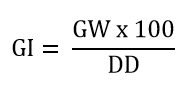 GI = GW x 100
DD